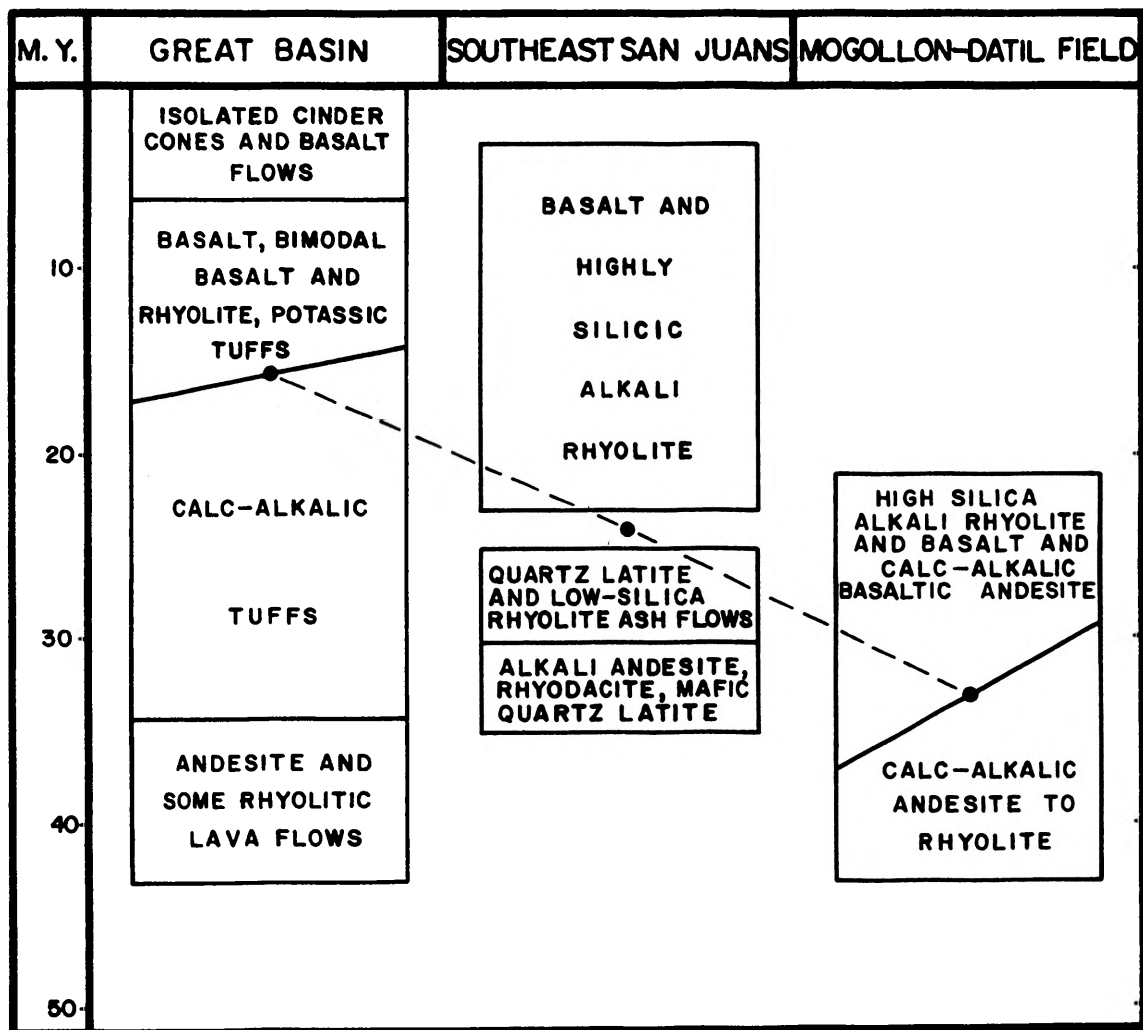 M.Y.
GREAT BASIN
SOUTHEAST SAN JUANS
MOGOLLON-DATIL FIELD
ISOLATED CINDER
CONES AND BASALT
FLOWS
BASALT, BIMODAL
BASALT AND
RHYOLITE, POTASSIC
TUFFS
CALC-ALKALIC
TUFFS
ANDESITE AND
SOME RHYOLITIC
LAVA FLOWS
BASALT AND
HIGHLY
SILICIC
ALKALI
RHYOLITE
QUARTZ LATITE
AND LOW-SILICA
RHYOLITE ASH FLOWS
ALKALI ANDESITE,
RHYODACITE, MAFIC
QUARTZ LATITE
HIGH SILICA
ALKALI RHYOLITE
AND BASALT AND
CALC-ALKALIC
BASALTIC ANDESITE
CALC-ALKALIC
ANDESITE TO
RHYOLITE
10
20
30
40
50